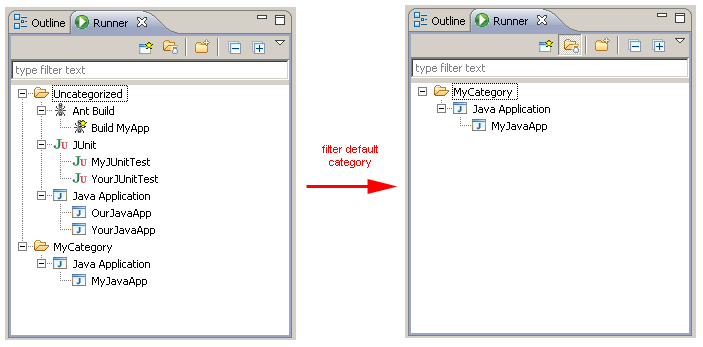 Outline Runner
type filter text
Uncategorized
Ant Build
Build MyApp
JUnit
MyJUnitTest
YourJUnitTest
Java Application
OurJavaApp
YourJavaApp
MyCategory
Java Application
MyJavaApp
filter default
category
Outline Runner
type filter text
MyCategory
Java Application
MyJavaApp